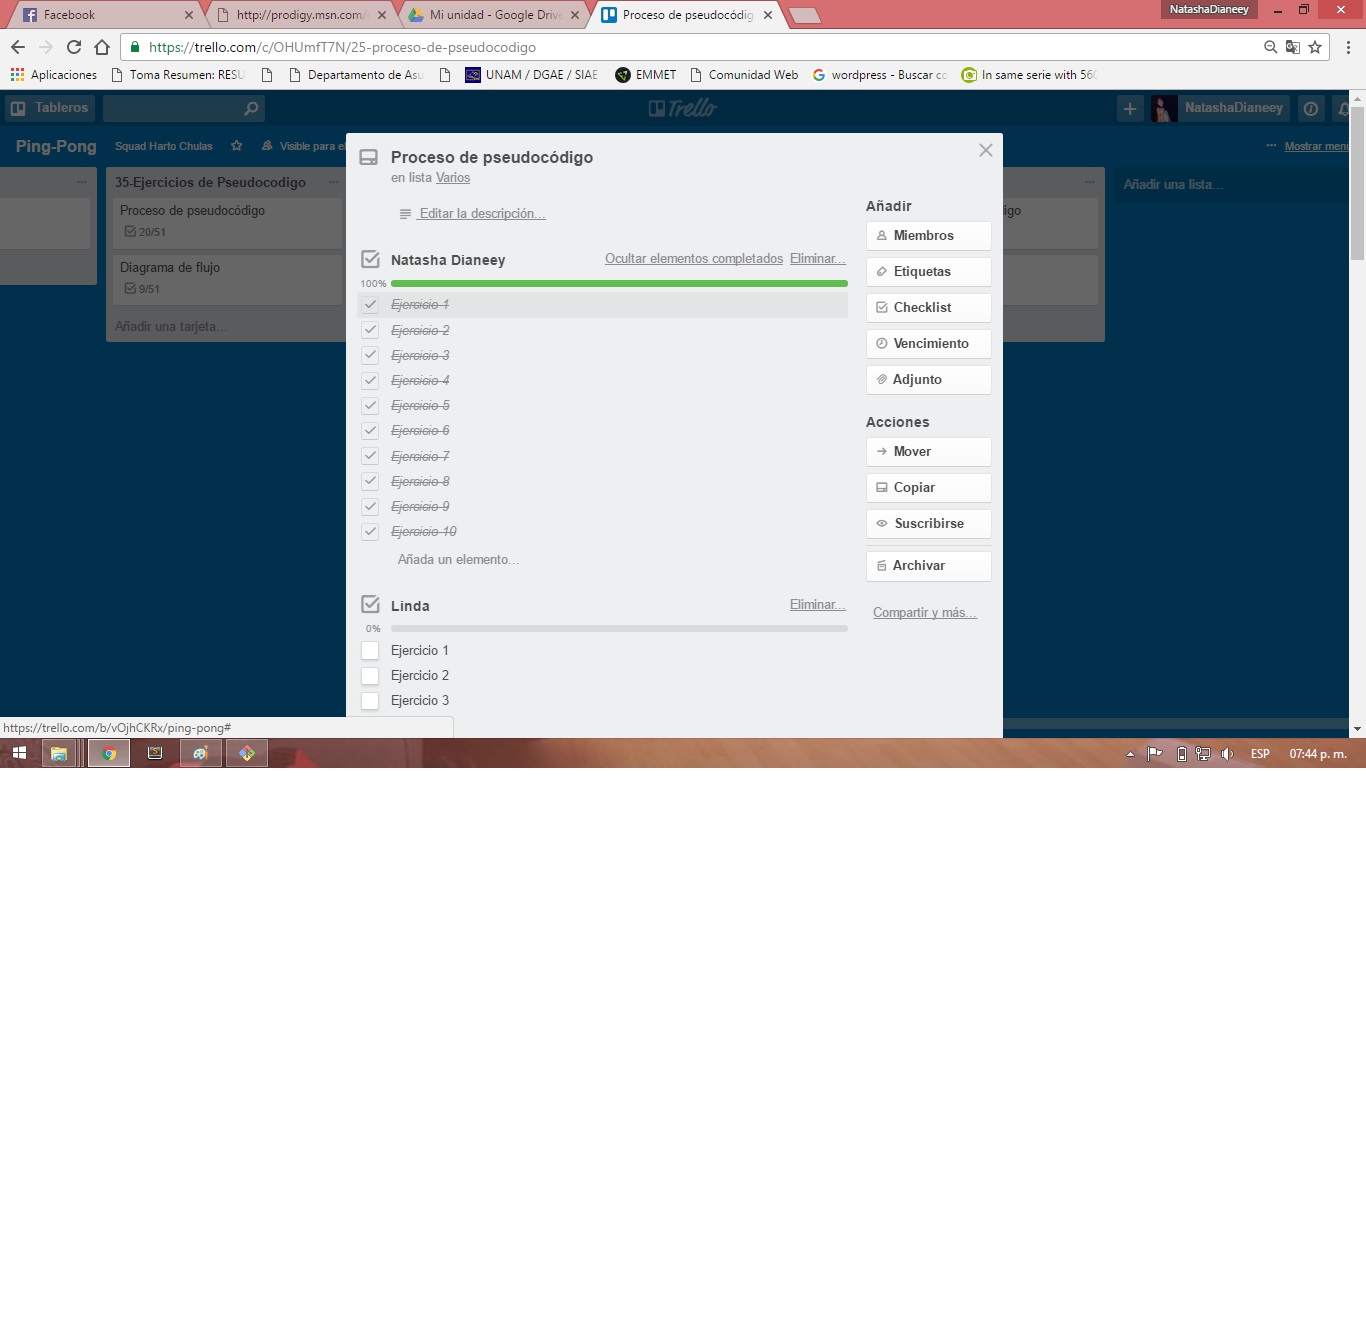 NatashaDianeey
Facebook
http://prodigy.msn.com/
Mi unidad - Google Drive
Proceso de pseudocódig
https://trello.com/c/OHUmfT7N/25-proceso-de-pseudocodigo
Aplicaciones
Toma Resumen: RESU
Departamento de Asu
UNAM / DGAE / SIAE
EMMET
Comunidad Web
wordpress - Buscar co
In same serie with 560
Tableros
Trello
NatashaDianeey
Ping-Pong
Squad Harto Chulas
Visible para el
Mostrar menú
35-Ejercicios de Pseudocodigo
Proceso de pseudocódigo
20/51
Diagrama de flujo
9/51
Añadir una tarjeta...
Proceso de pseudocódigo
en lista Varios
Editar la descripción...
Natasha Dianeey
Ocultar elementos completados
Eliminar...
100%
Ejercicio 1
Ejercicio 2
Ejercicio 3
Ejercicio 4
Ejercicio 5
Ejercicio 6
Ejercicio 7
Ejercicio 8
Ejercicio 9
Ejercicio 10
Añada un elemento...
Linda
Eliminar...
0%
Ejercicio 1
Ejercicio 2
Ejercicio 3
Añadir
Miembros
Etiquetas
Checklist
Vencimiento
Adjunto
Acciones
Mover
Copiar
Suscribirse
Archivar
Compartir y más...
igo
Añadir una lista...
https://trello.com/b/vOjhCKRx/ping-pong#
ESP
07:44 p. m.